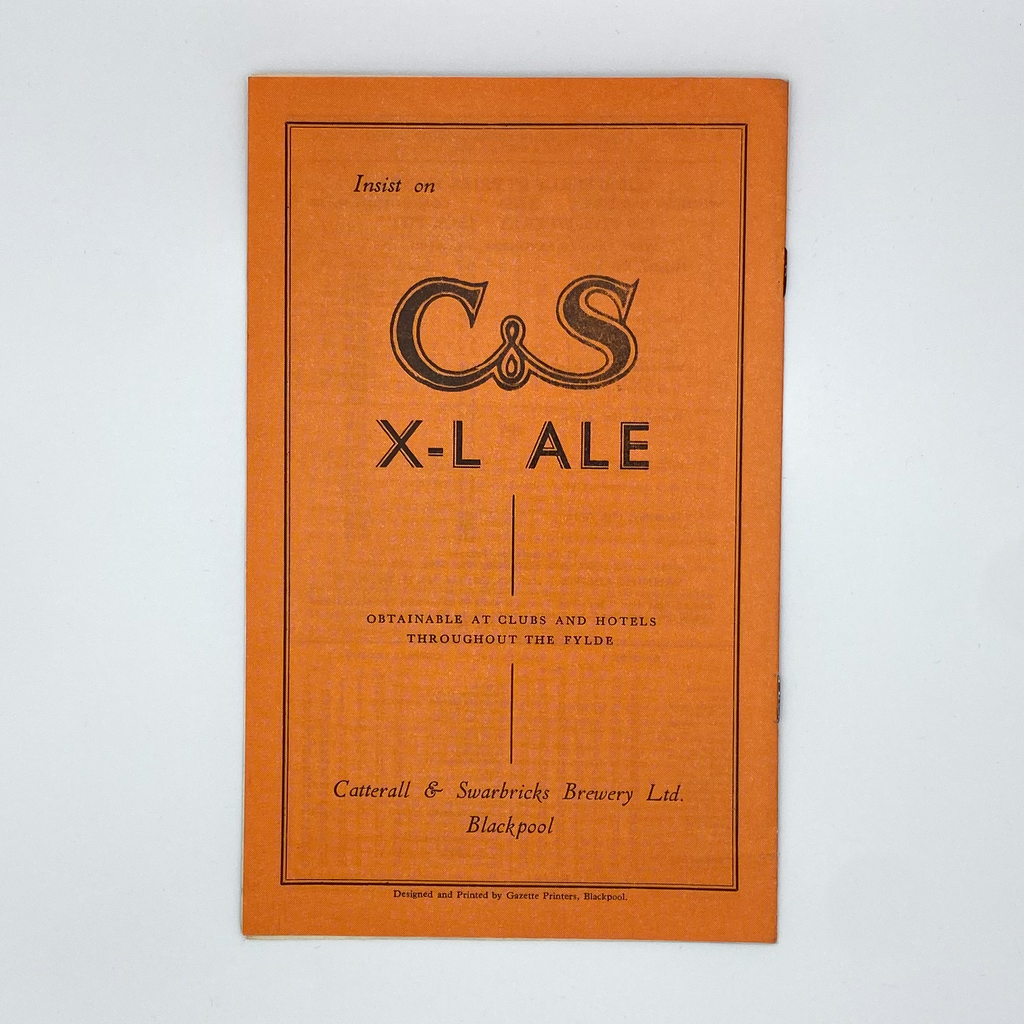 Insist on
C&S
X-L ALE
OBTAINABLE AT CLUBS AND HOTELS
THROUGHOUT THE FYLDE
Catterall & Swarbricks Brewery Ltd.
Blackpool
Designed and Printed by Gazette Printers, Blackpool.